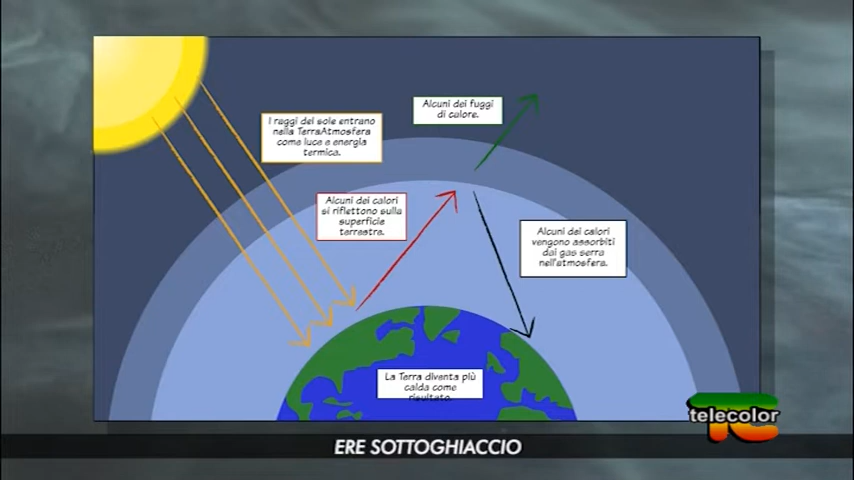 Alcuni dei fuggi
di calore.
I raggi del sole entrano
nella TerraAtmosfera
come luce e energia
termica.
Alcuni dei calori
si riflettono sulla
superficie
terrestra.
Alcuni dei calori
vengono assorbiti
dai gas serra
nell'atmosfera.
La Terra diventa più
calda come
risultato.
telecolor
TC
ERE SOTTOGHIACCIO